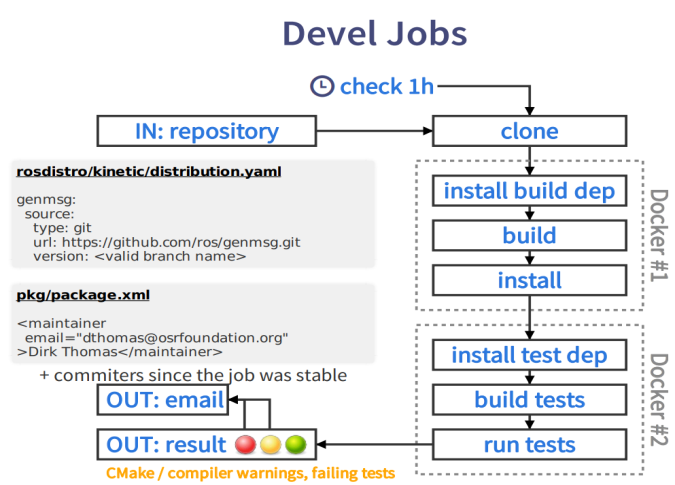 Devel Jobs
check 1h
IN: repository
clone
rosdistro/kinetic/distribution.yaml
genmsg:
source:
type: git
url: https://github.com/ros/genmsg.git
version: <valid branch name>
install build dep
build
install
Docker #1
pkg/package.xml
<maintainer
email="dthomas@osrfoundation.org"
>Dirk Thomas</maintainer>
+ commiters since the job was stable
install test dep
build tests
run tests
Docker #2
OUT: email
OUT: result
CMake / compiler warnings, failing tests